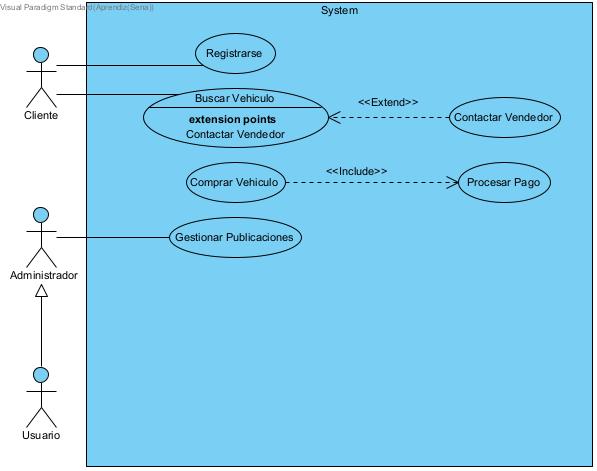 Visual Paradigm Standard(Aprendiz(Sena))
System
Registrarse
Cliente
Buscar Vehiculo
extension points
Contactar Vendedor
<<Extend>>
Contactar Vendedor
Comprar Vehiculo
<<Include>>
Procesar Pago
Gestionar Publicaciones
Administrador
Usuario